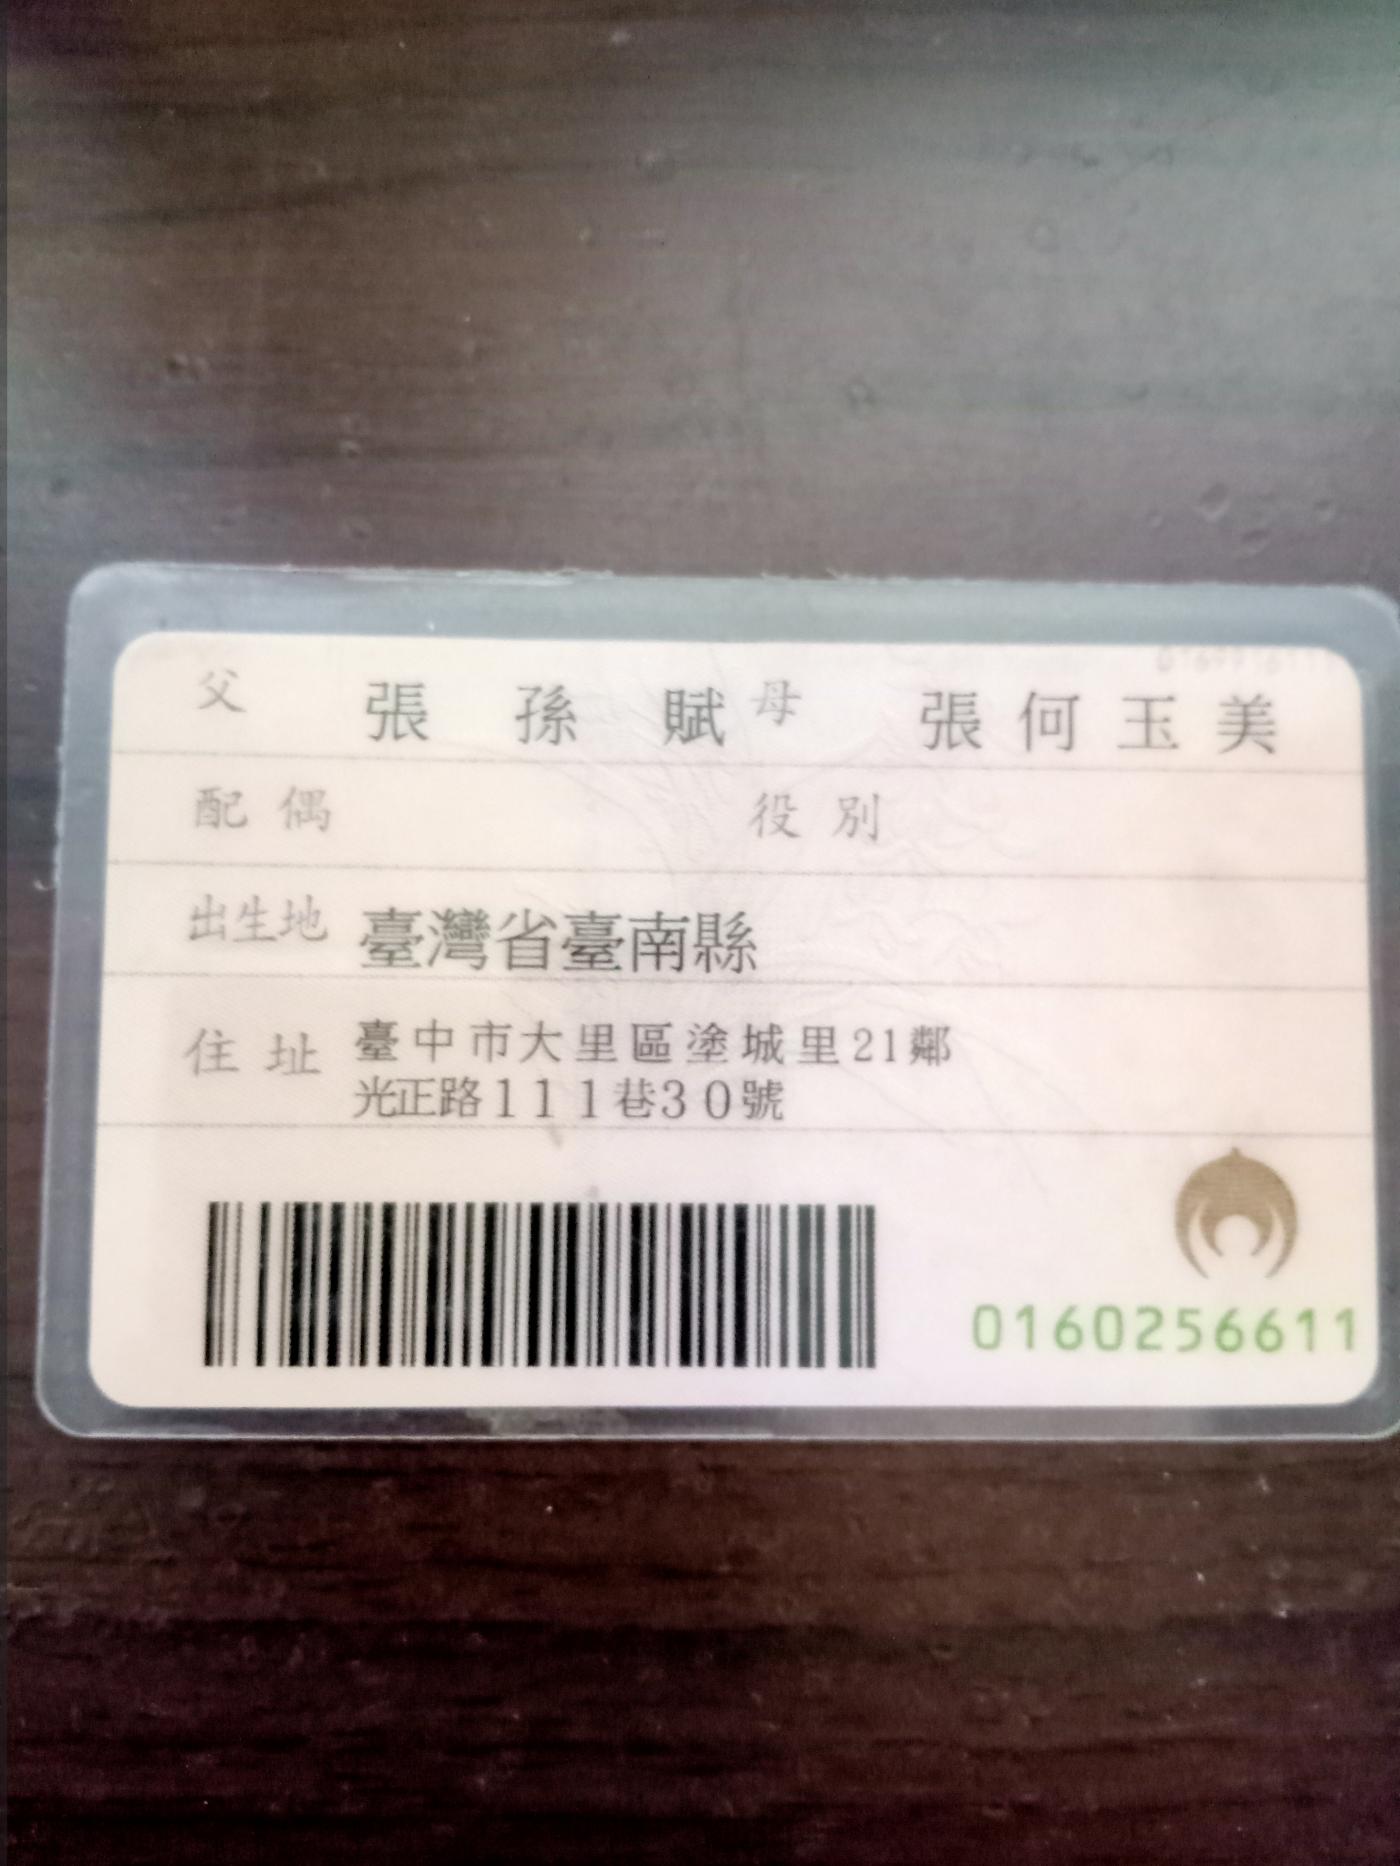 父 張孫賦 母 張何玉美
配偶 役別
出生地 臺灣省臺南縣
住址 臺中市大里區塗城里21鄰
光正路111巷30號
0160256611